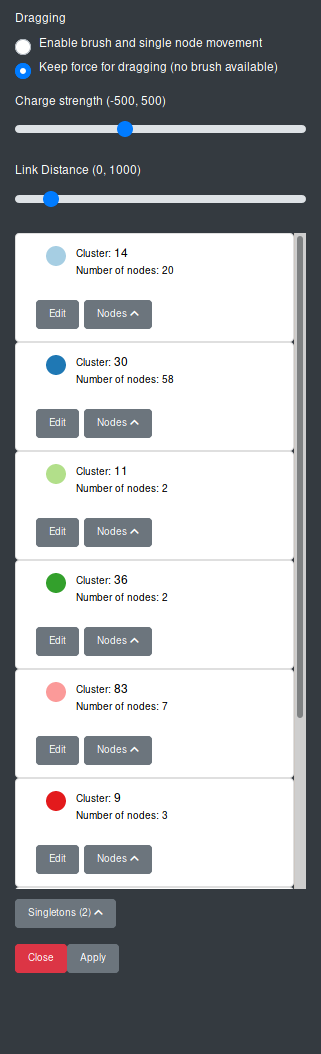 Dragging
Enable brush and single node movement
Keep force for dragging (no brush available)
Charge strength (-500, 500)
Link Distance (0, 1000)
Cluster: 14
Number of nodes: 20
Edit Nodes
Cluster: 30
Number of nodes: 58
Edit Nodes
Cluster: 11
Number of nodes: 2
Edit Nodes
Cluster: 36
Number of nodes: 2
Edit Nodes
Cluster: 83
Number of nodes: 7
Edit Nodes
Cluster: 9
Number of nodes: 3
Edit Nodes
Singletons (2)
Close Apply